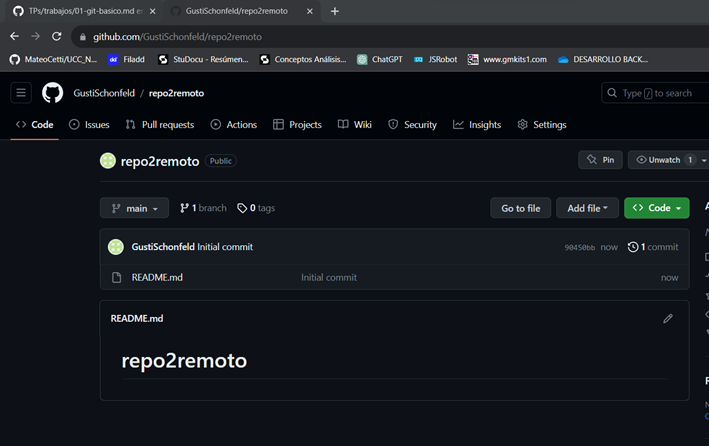 TPs/trabajos/01-git-basico.md en
GustiSchonfeld/repo2remoto
github.com/GustiSchonfeld/repo2remoto
MateoCetti/UCC_N...
Filadd
StuDocu - Resúmen...
Conceptos Análisis...
ChatGPT
JSRobot
www.gmkits1.com
DESARROLLO BACK...
GustiSchonfeld / repo2remoto
Type / to search
Code
Issues
Pull requests
Actions
Projects
Wiki
Security
Insights
Settings
repo2remoto
Public
Pin
Unwatch 1
main
1 branch
0 tags
Go to file
Add file
Code
GustiSchonfeld Initial commit
90450bb now
1 commit
README.md
Initial commit
now
README.md
repo2remoto